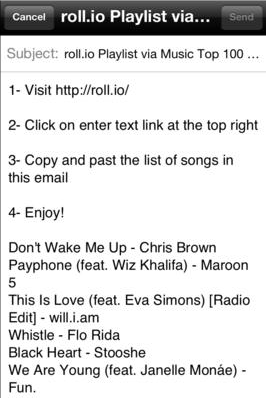 Cancel roll.io Playlist via... Send
Subject: roll.io Playlist via Music Top 100 ...
1- Visit http://roll.io/
2- Click on enter text link at the top right
3- Copy and past the list of songs in
this email
4- Enjoy!
Don't Wake Me Up - Chris Brown
Payphone (feat. Wiz Khalifa) - Maroon
5
This Is Love (feat. Eva Simons) [Radio
Edit] - will.i.am
Whistle - Flo Rida
Black Heart - Stooshe
We Are Young (feat. Janelle Monáe) -
Fun.